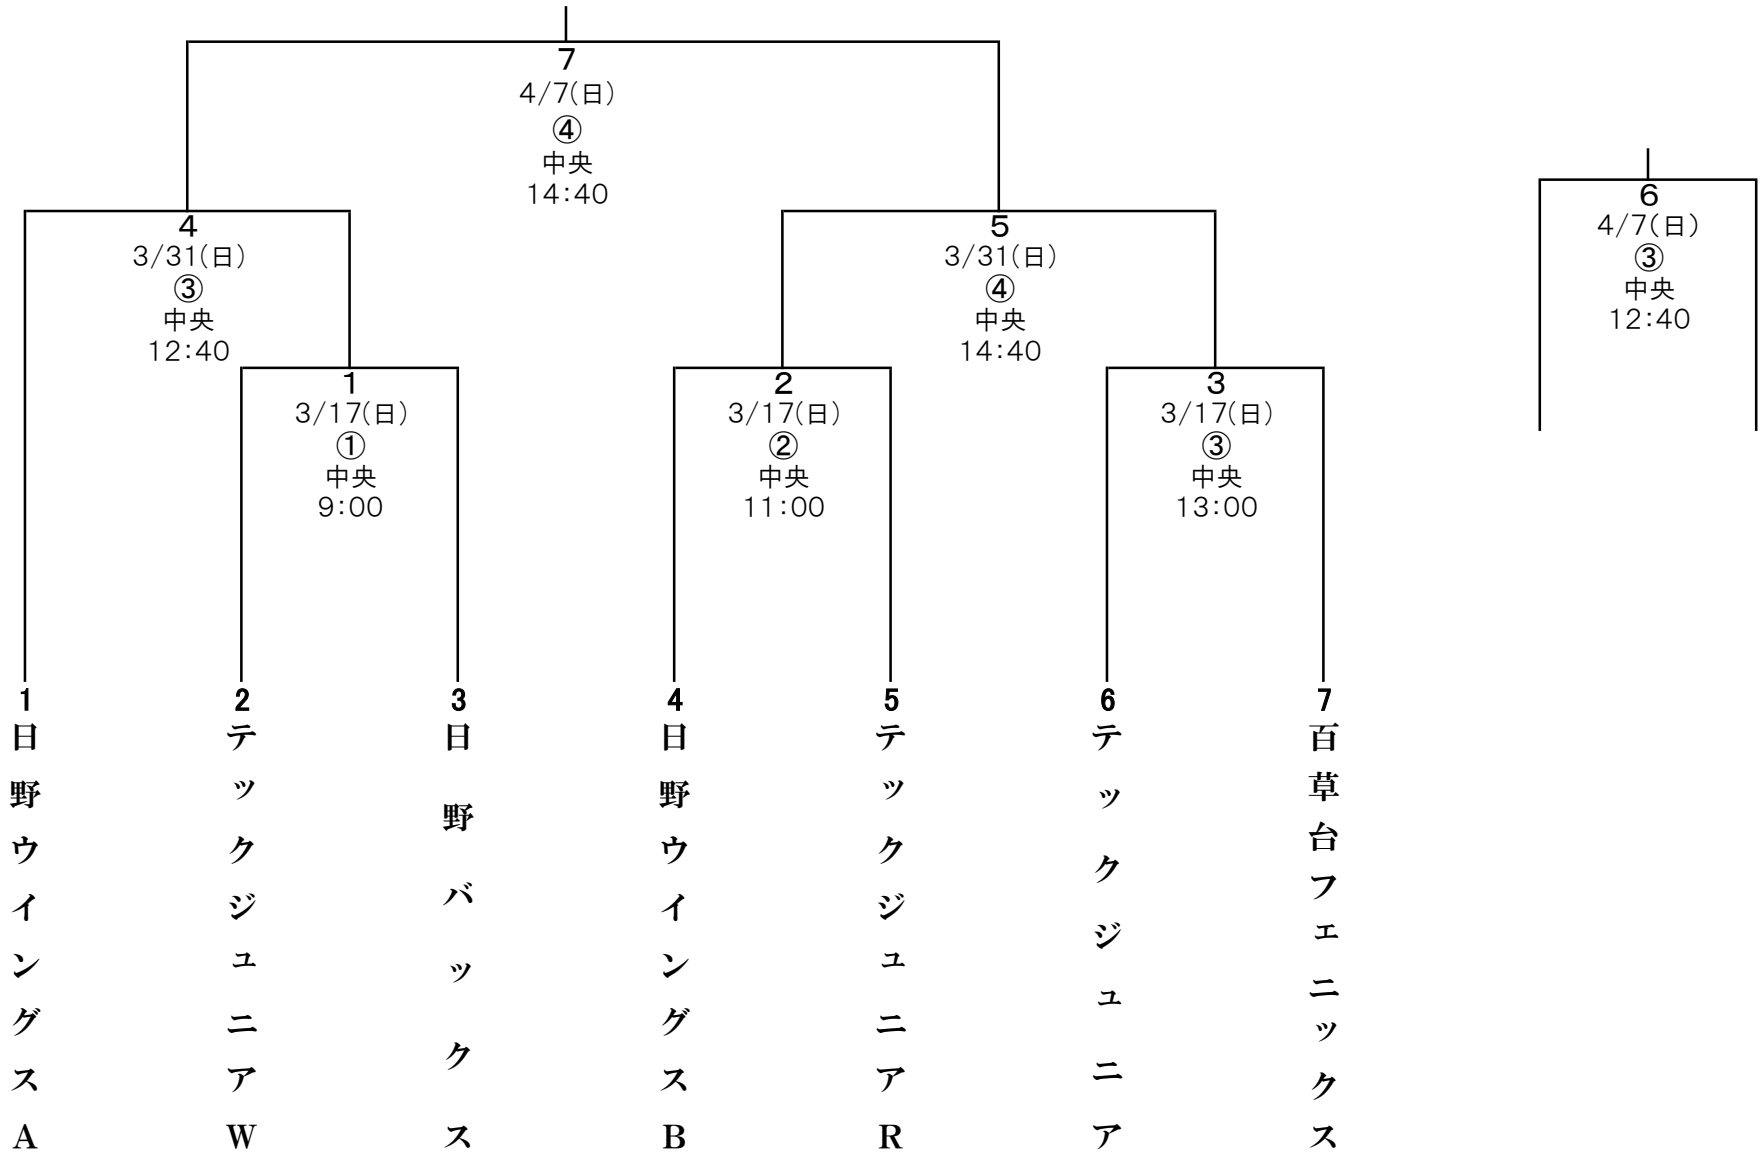 7
4/7(日)
④
中央
14:40
6
4/7(日)
③
中央
12:40
4
3/31(日)
③
中央
12:40
5
3/31(日)
④
中央
14:40
1
3/17(日)
①
中央
9:00
2
3/17(日)
②
中央
11:00
3
3/17(日)
③
中央
13:00
1
日野ウイングスA
2
テックジュニアW
3
日野バックス
4
日野ウイングスB
5
テックジュニアR
6
テックジュニア
7
百草台フェニックス